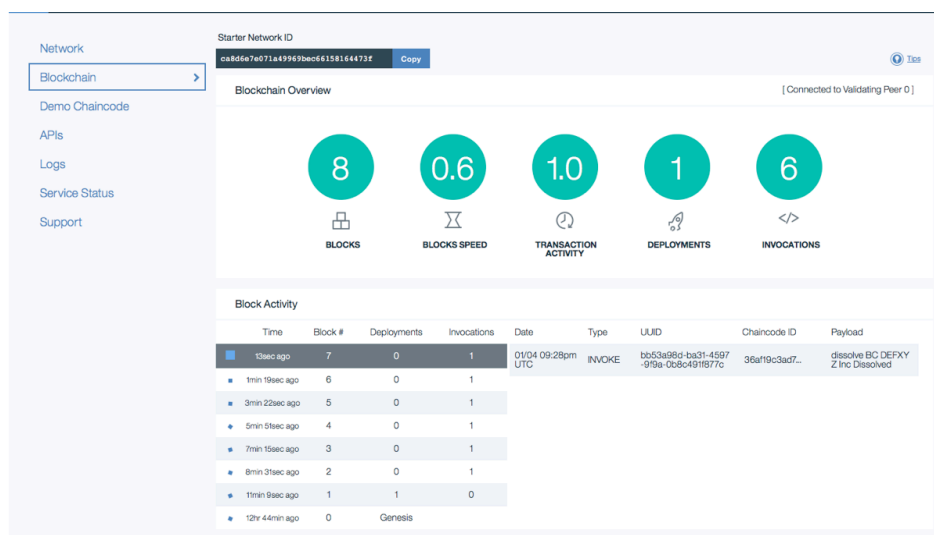 Starter Network ID
ca8d6e7e071a49969bec66158164473f Copy
Tips
Network
Blockchain
Demo Chaincode
APIs
Logs
Service Status
Support
Blockchain Overview [ Connected to Validating Peer 0 ]
8 0.6 1.0 1 6
BLOCKS BLOCKS SPEED TRANSACTION ACTIVITY DEPLOYMENTS </> INVOCATIONS
Block Activity
Time Block # Deployments Invocations Date Type UUID Chaincode ID Payload
13sec ago 7 0 1 01/04 09:28pm INVOKE bb53a98d-ba31-4597 36af19c3ad7... dissolve BC DEFXY
UTC -9f9a-0b8c491f877c Z Inc Dissolved
1min 19sec ago 6 0 1
3min 22sec ago 5 0 1
5min 51sec ago 4 0 1
7min 15sec ago 3 0 1
8min 31sec ago 2 0 1
11min 9sec ago 1 1 0
12hr 44min ago 0 Genesis